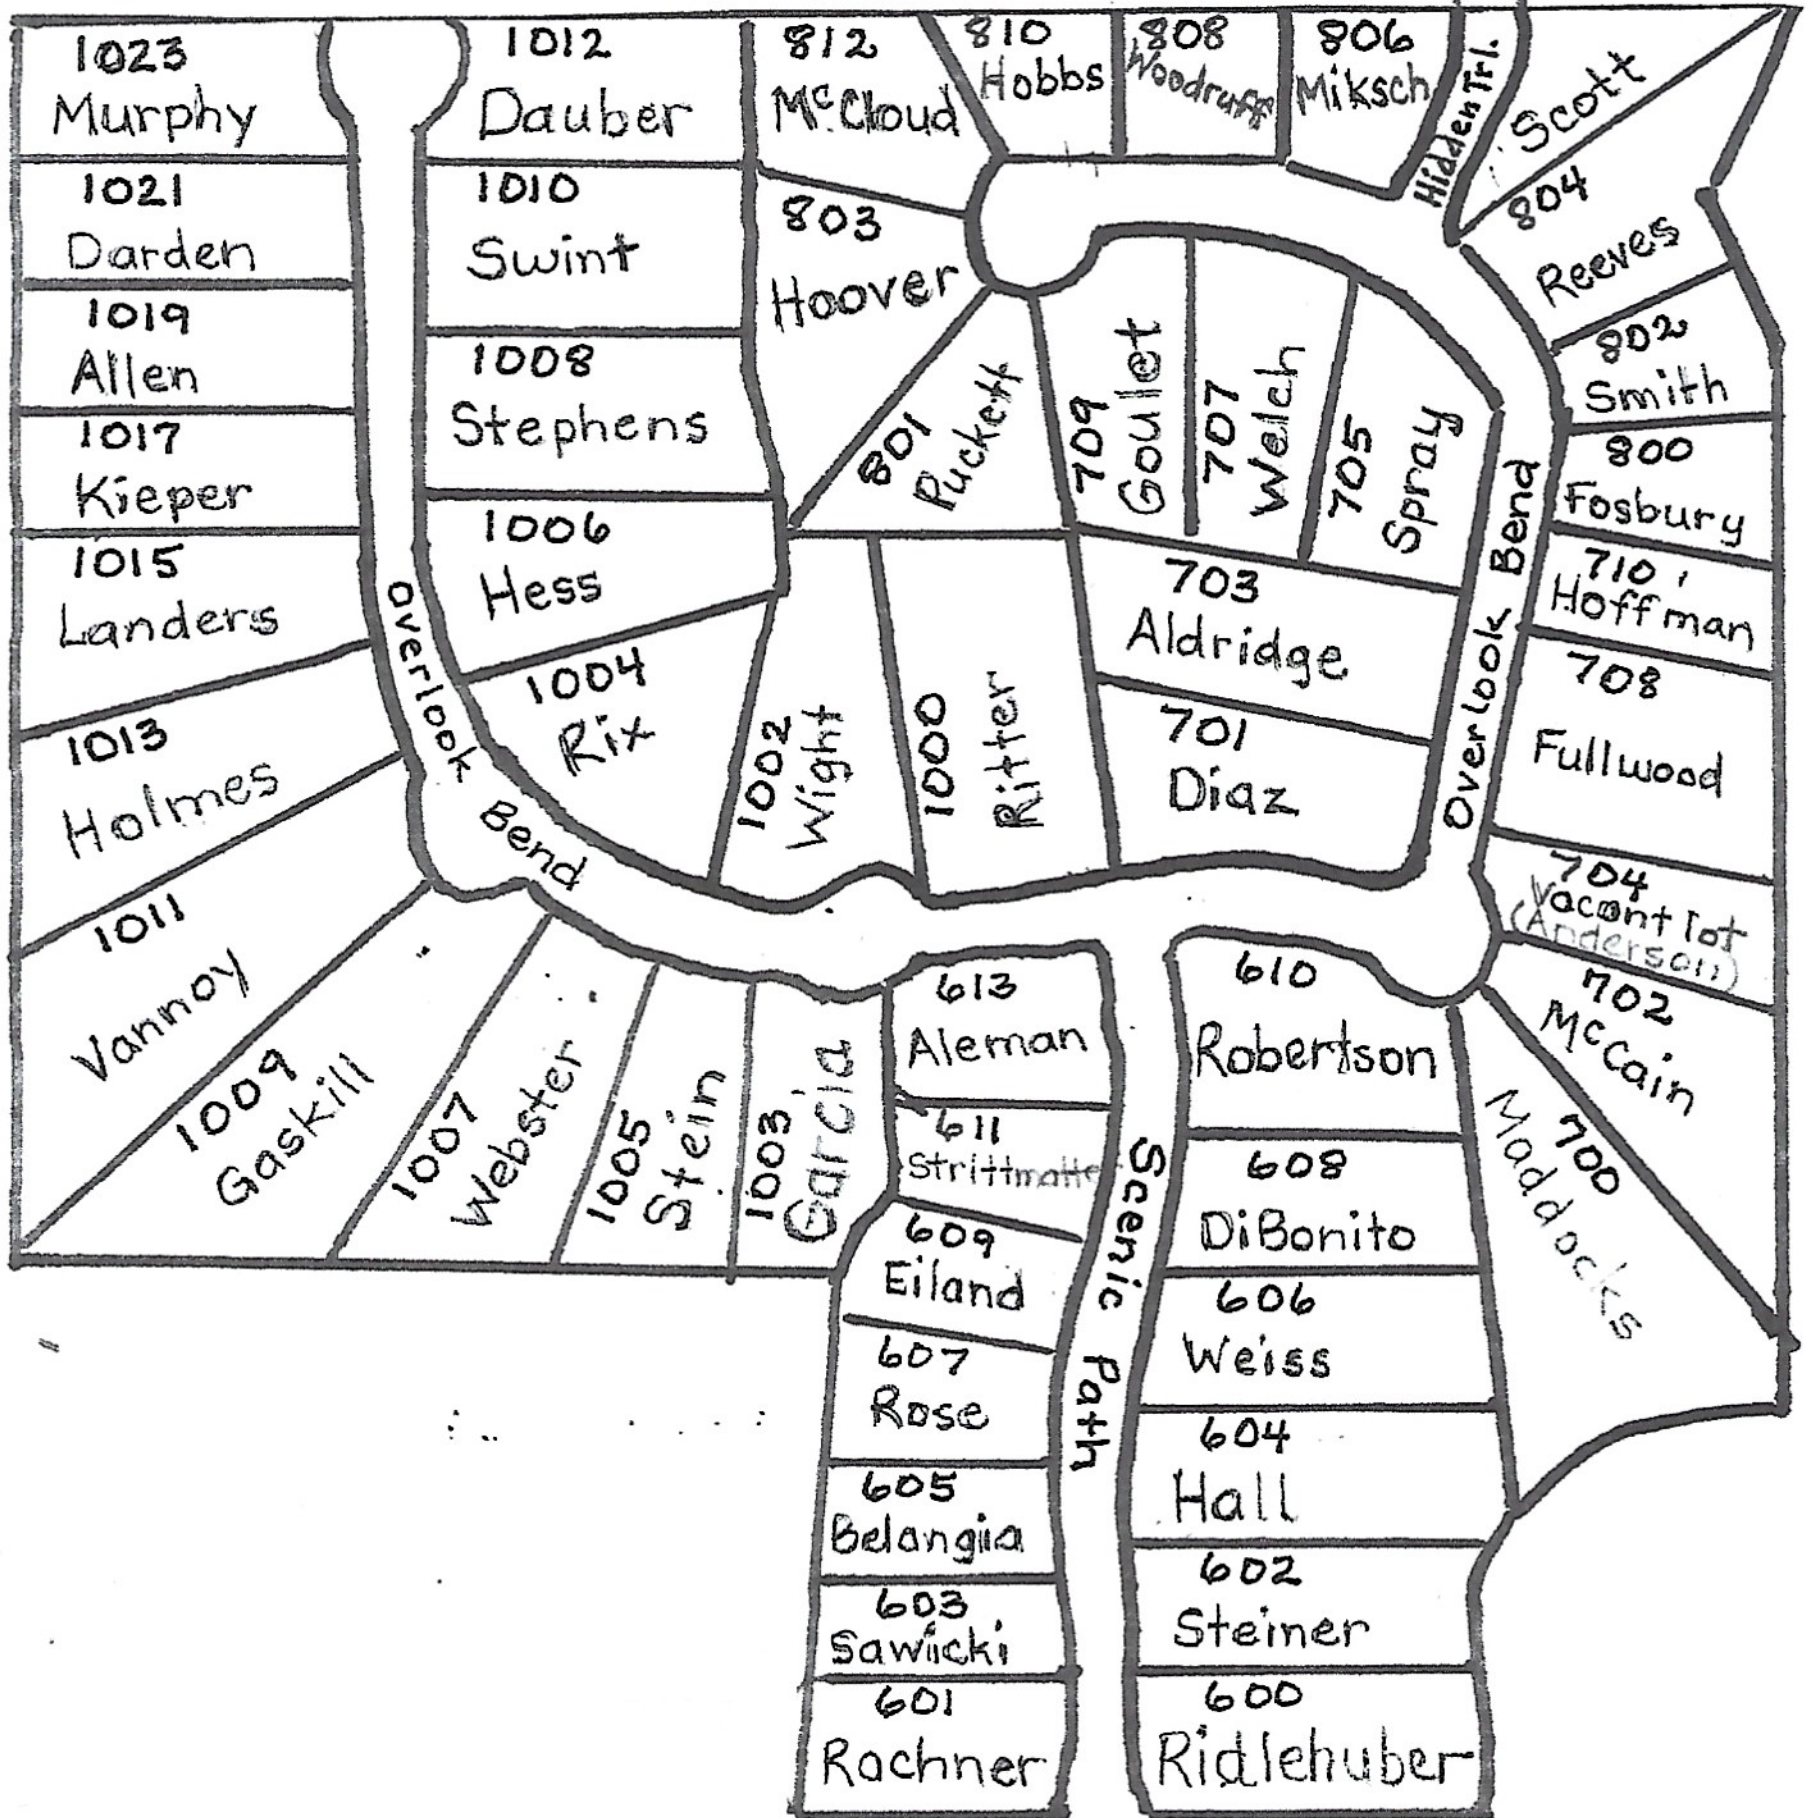 1023
Murphy
1021
Darden
1019
Allen
1017
Kieper
1015
Landers
1013
Holmes
1011
Vannoy
1009
Gaskill
1007
Webster
1005
Stein
1003
Garcia
1012
Dauber
1010
Swint
1008
Stephens
1006
Hess
1004
Rix
1002
Wight
1000
Ritter
Overlook Bend
812
McCloud
810
Hobbs
808
Woodruff
806
Miksch
Hidden Trl.
Scott
804
Reeves
802
Smith
800
Fosbury
710
Hoffman
708
Fullwood
704
Vacant lot
(Anderson)
702
McCain
700
Maddocks
803
Hoover
801
Puckett
709
Goulet
707
Welch
705
Spray
703
Aldridge
701
Diaz
Overlook Bend
613
Aleman
611
Strittmatte
609
Eiland
607
Rose
605
Belangia
603
Sawicki
601
Rachner
Scenic Path
610
Robertson
608
DiBonito
606
Weiss
604
Hall
602
Steiner
600
Ridlehuber